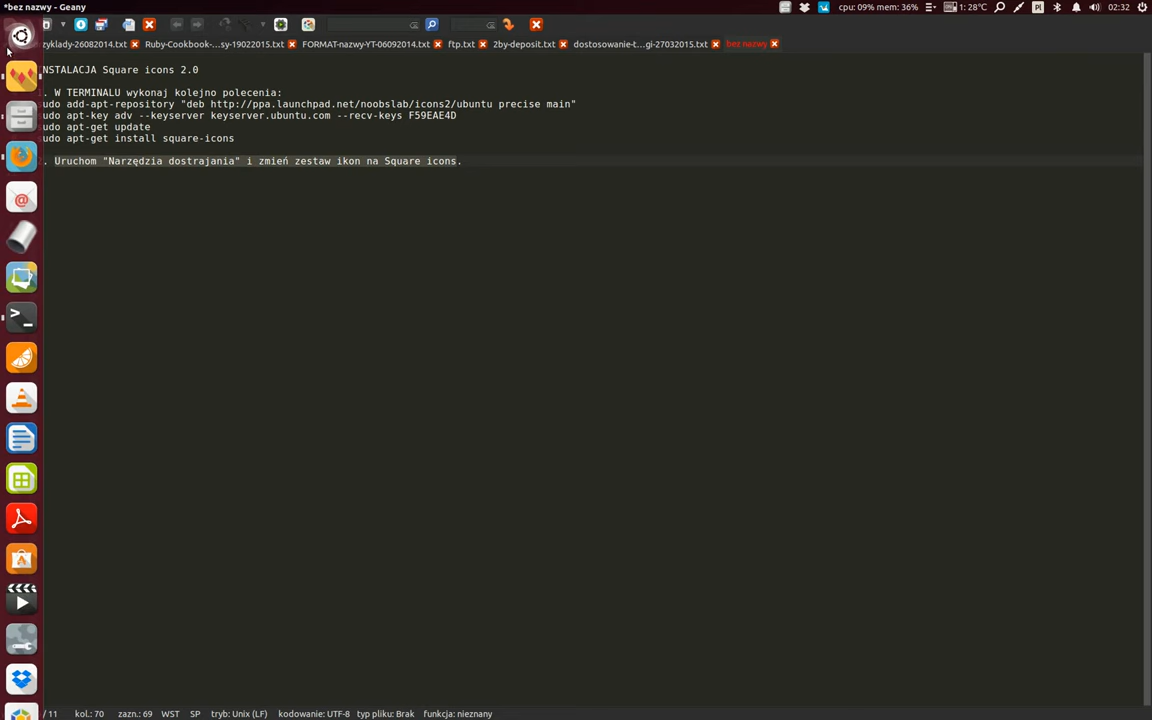 *bez nazwy - Geany
cpu: 09% mem: 36%
1: 28°C
Pl
02:32
zyklady-26082014.txt
Ruby-Cookbook-...sy-19022015.txt
FORMAT-nazwy-YT-06092014.txt
ftp.txt
2by-deposit.txt
dostosowanie-t...gi-27032015.txt
bez nazwy
NSTALACJA Square icons 2.0
. W TERMINALU wykonaj kolejno polecenia:
udo add-apt-repository "deb http://ppa.launchpad.net/noobslab/icons2/ubuntu precise main"
udo apt-key adv --keyserver keyserver.ubuntu.com --recv-keys F59EAE4D
udo apt-get update
udo apt-get install square-icons
. Uruchom "Narzędzia dostrajania" i zmień zestaw ikon na Square icons.
/ 11
kol.: 70
zazn.: 69
WST
SP
tryb: Unix (LF)
kodowanie: UTF-8
typ pliku: Brak
funkcja: nieznany